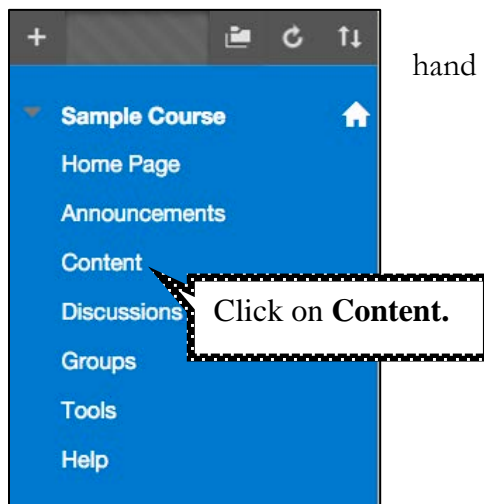 hand
Sample Course
Home Page
Announcements
Content
Discussions
Click on Content.
Groups
Tools
Help